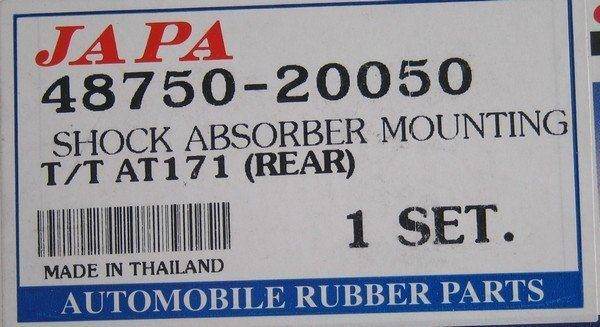 JAPA
48750-20050
SHOCK ABSORBER MOUNTING
T/T AT171 (REAR)
1 SET.
MADE IN THAILAND
AUTOMOBILE RUBBER PARTS